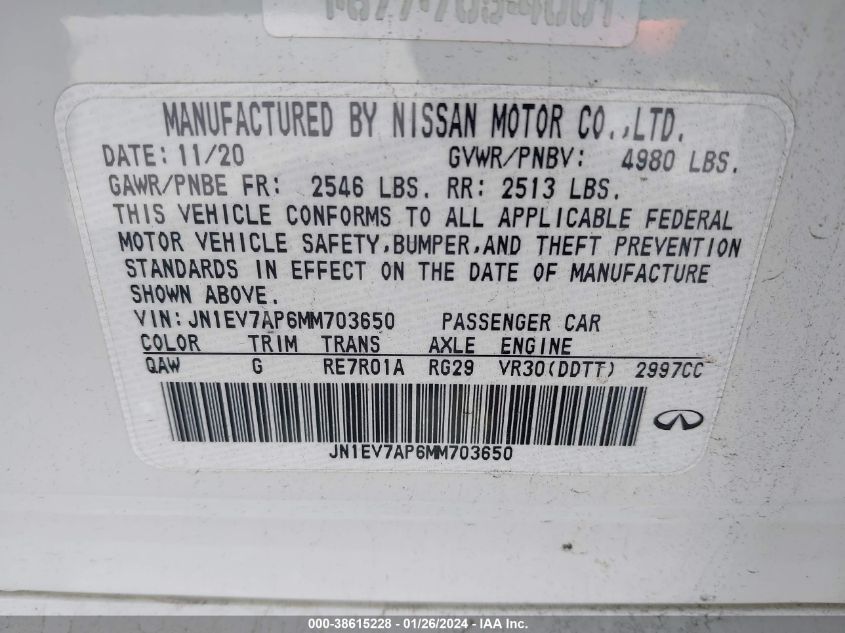 MANUFACTURED BY NISSAN MOTOR CO.,LTD.
DATE: 11/20 GVWR/PNBV: 4980 LBS.
GAWR/PNBE FR: 2546 LBS. RR: 2513 LBS.
THIS VEHICLE CONFORMS TO ALL APPLICABLE FEDERAL
MOTOR VEHICLE SAFETY,BUMPER,AND THEFT PREVENTION
STANDARDS IN EFFECT ON THE DATE OF MANUFACTURE
SHOWN ABOVE.
VIN: JN1EV7AP6MM703650 PASSENGER CAR
COLOR TRIM TRANS AXLE ENGINE
QAW G RE7R01A RG29 VR30(DDTT) 2997CC
JN1EV7AP6MM703650
000-38615228 - 01/26/2024 - IAA Inc.